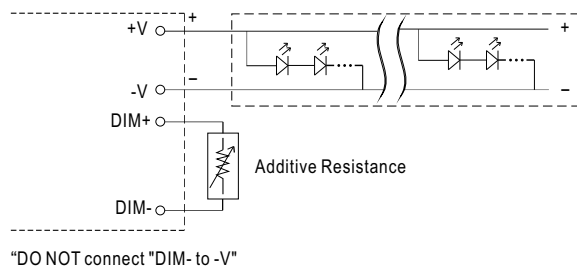 +V
+
+
-V
−
−
DIM+
Additive Resistance
DIM-
“DO NOT connect "DIM- to -V"